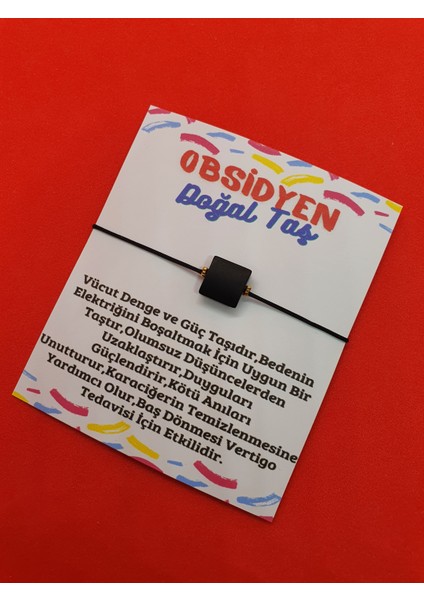 OBSİDYEN
Doğal Taş
Vücut Denge ve Güç Taşıdır,Bedenin
Elektriğini Boşaltmak İçin Uygun Bir
Taştır,Olumsuz Düşüncelerden
Uzaklaştırır,Duyguları
Güçlendirir,Kötü Anıları
Unutturur,Karaciğerin Temizlenmesine
Yardımcı Olur,Baş Dönmesi Vertigo
Tedavisi İçin Etkilidir.